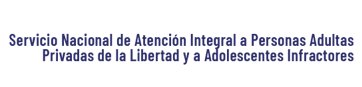 Servicio Nacional de Atención Integral a Personas Adultas
Privadas de la Libertad y a Adolescentes Infractores